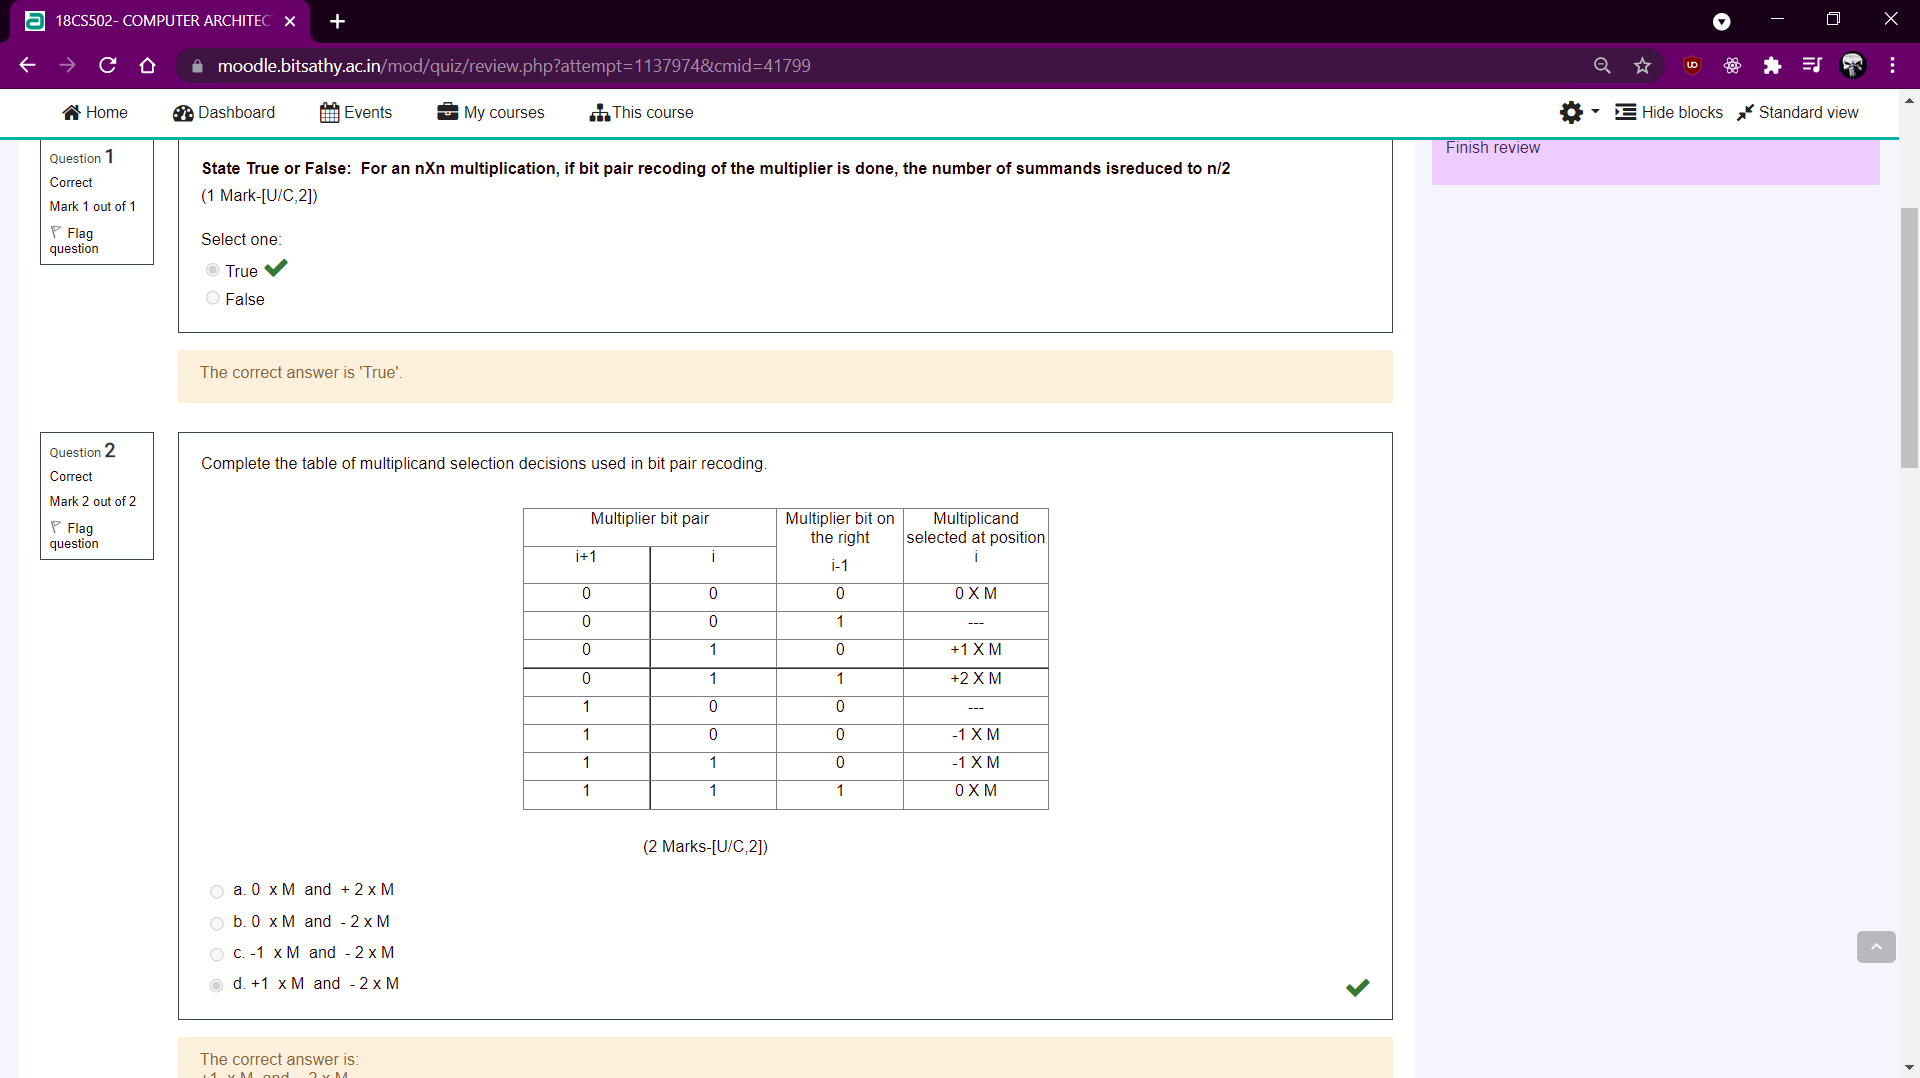 18CS502- COMPUTER ARCHITEC
moodle.bitsathy.ac.in/mod/quiz/review.php?attempt=1137974&cmid=41799
Home Dashboard Events My courses This course Hide blocks Standard view
Finish review
Question 1
Correct
Mark 1 out of 1
Flag
question
State True or False: For an nXn multiplication, if bit pair recoding of the multiplier is done, the number of summands isreduced to n/2
(1 Mark-[U/C,2])
Select one:
True
False
The correct answer is 'True'.
Question 2
Correct
Mark 2 out of 2
Flag
question
Complete the table of multiplicand selection decisions used in bit pair recoding.
Multiplier bit pair Multiplier bit on Multiplicand
the right selected at position
i+1 i i-1 i
0 0 0 0 X M
0 0 1 ---
0 1 0 +1 X M
0 1 1 +2 X M
1 0 0 ---
1 0 0 -1 X M
1 1 0 -1 X M
1 1 1 0 X M
(2 Marks-[U/C,2])
a. 0 x M and + 2 x M
b. 0 x M and - 2 x M
c. -1 x M and - 2 x M
d. +1 x M and - 2 x M
The correct answer is:
+1 x M and - 2 x M